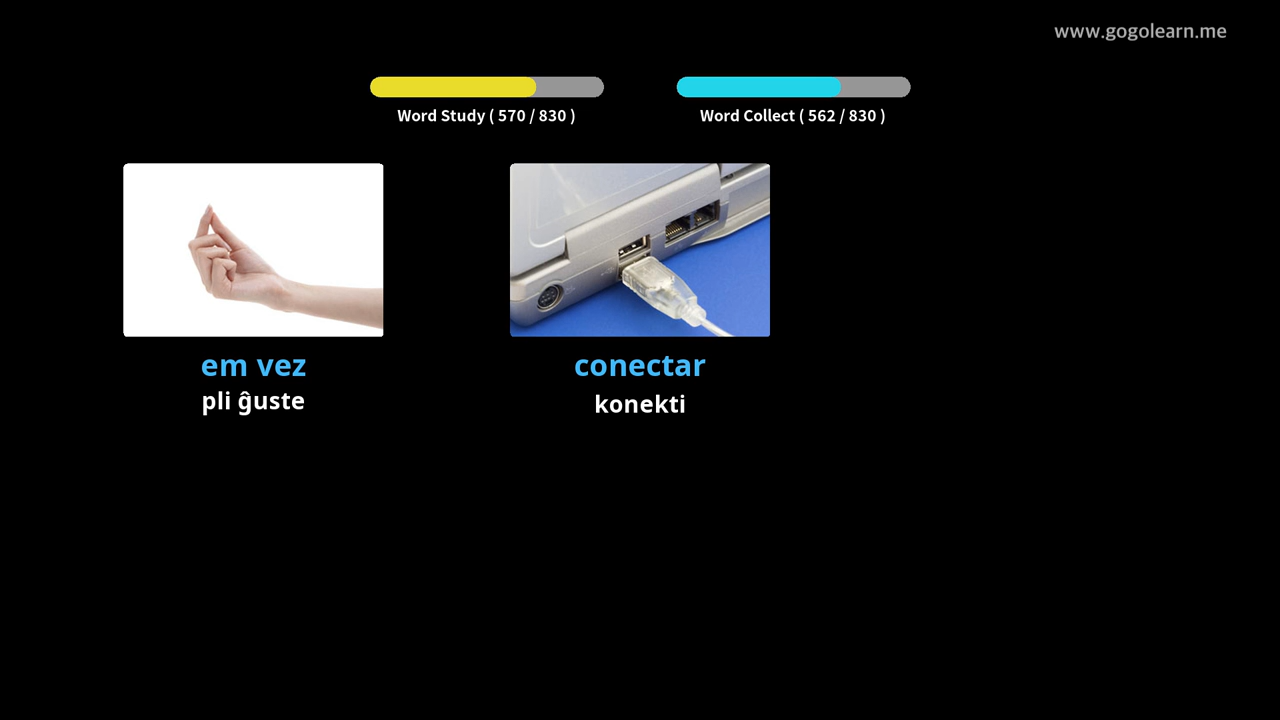 www.gogolearn.me
Word Study ( 570 / 830 )
Word Collect ( 562 / 830 )
em vez
pli ĝuste
conectar
konekti